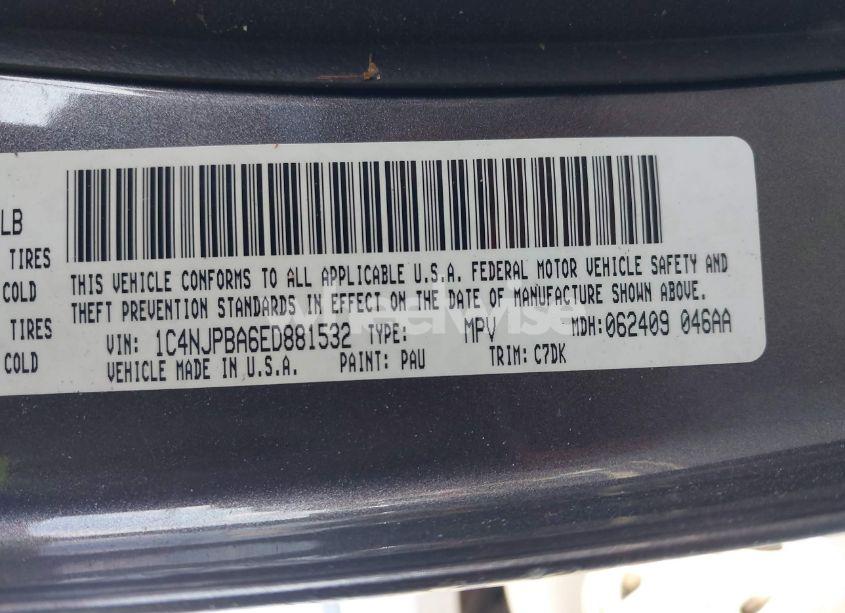 LB
TIRES
COLD
TIRES
COLD
THIS VEHICLE CONFORMS TO ALL APPLICABLE U.S.A. FEDERAL MOTOR VEHICLE SAFETY AND
THEFT PREVENTION STANDARDS IN EFFECT ON THE DATE OF MANUFACTURE SHOWN ABOVE.
VIN: 1C4NJPBA6ED881532 TYPE: MPV MDH:062409 046AA
VEHICLE MADE IN U.S.A. PAINT: PAU TRIM: C7DK
wheelwise